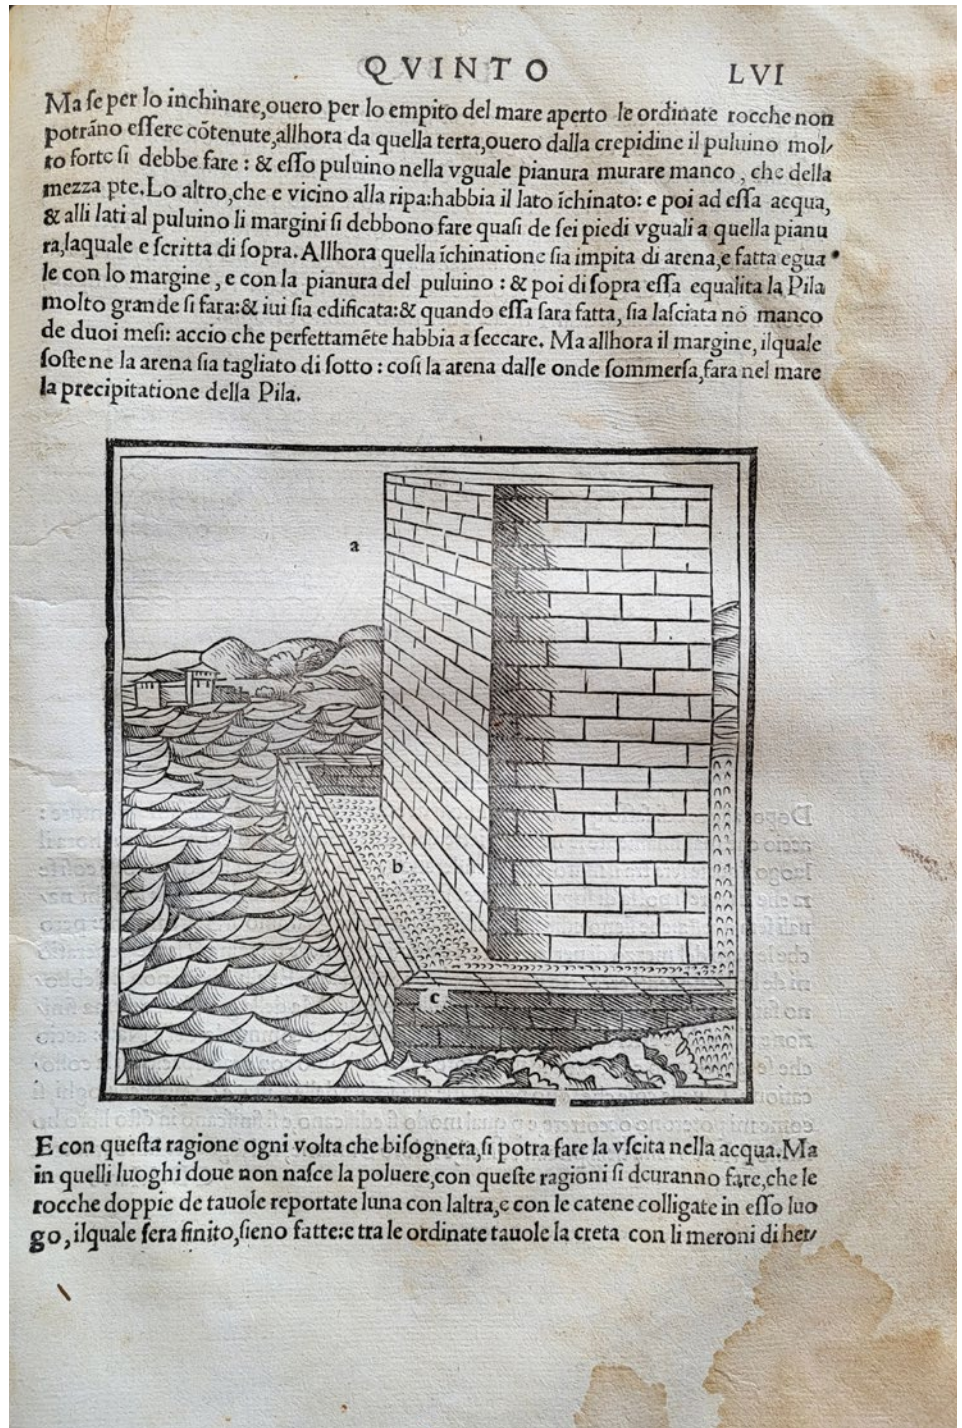 QVINTO LVI
Ma ſe per lo inchinare,ouero per lo empito del mare aperto le ordinate rocche non
potrāno eſſere cōtenute,allhora da quella terra,ouero dalla crepidine il puluino mol⸗
to forte ſi debbe fare : & eſſo puluino nella vguale pianura murare manco , che della
mezza pte.Lo altro,che e vicino alla ripa:habbia il lato īchinato: e poi ad eſſa acqua,
& alli lati al puluino li margini ſi debbono fare quaſi de ſei piedi vguali a quella pianu
ra,laquale e ſcritta di ſopra.Allhora quella īchinatione ſia impita di arena,e fatta egua
le con lo margine , e con la pianura del puluino : & poi di ſopra eſſa equalita la Pila
molto grande ſi fara:& iui ſia edificata:& quando eſſa ſara fatta, ſia laſciata nō manco
de duoi meſi: accio che perfettamēte habbia a ſeccare. Ma allhora il margine, ilquale
ſoſtene la arena ſia tagliato di ſotto : coſi la arena dalle onde ſommerſa,fara nel mare
la precipitatione della Pila.
a
b
c
E con queſta ragione ogni volta che biſognera,ſi potra fare la vſcita nella acqua.Ma
in quelli luoghi doue non naſce la poluere,con queſte ragioni ſi dcuranno fare,che le
rocche doppie de tauole reportate luna con laltra,e con le catene colligate in eſſo luo
go, ilquale ſera finito,ſieno fatte:e tra le ordinate tauole la creta con li meroni di her⸗